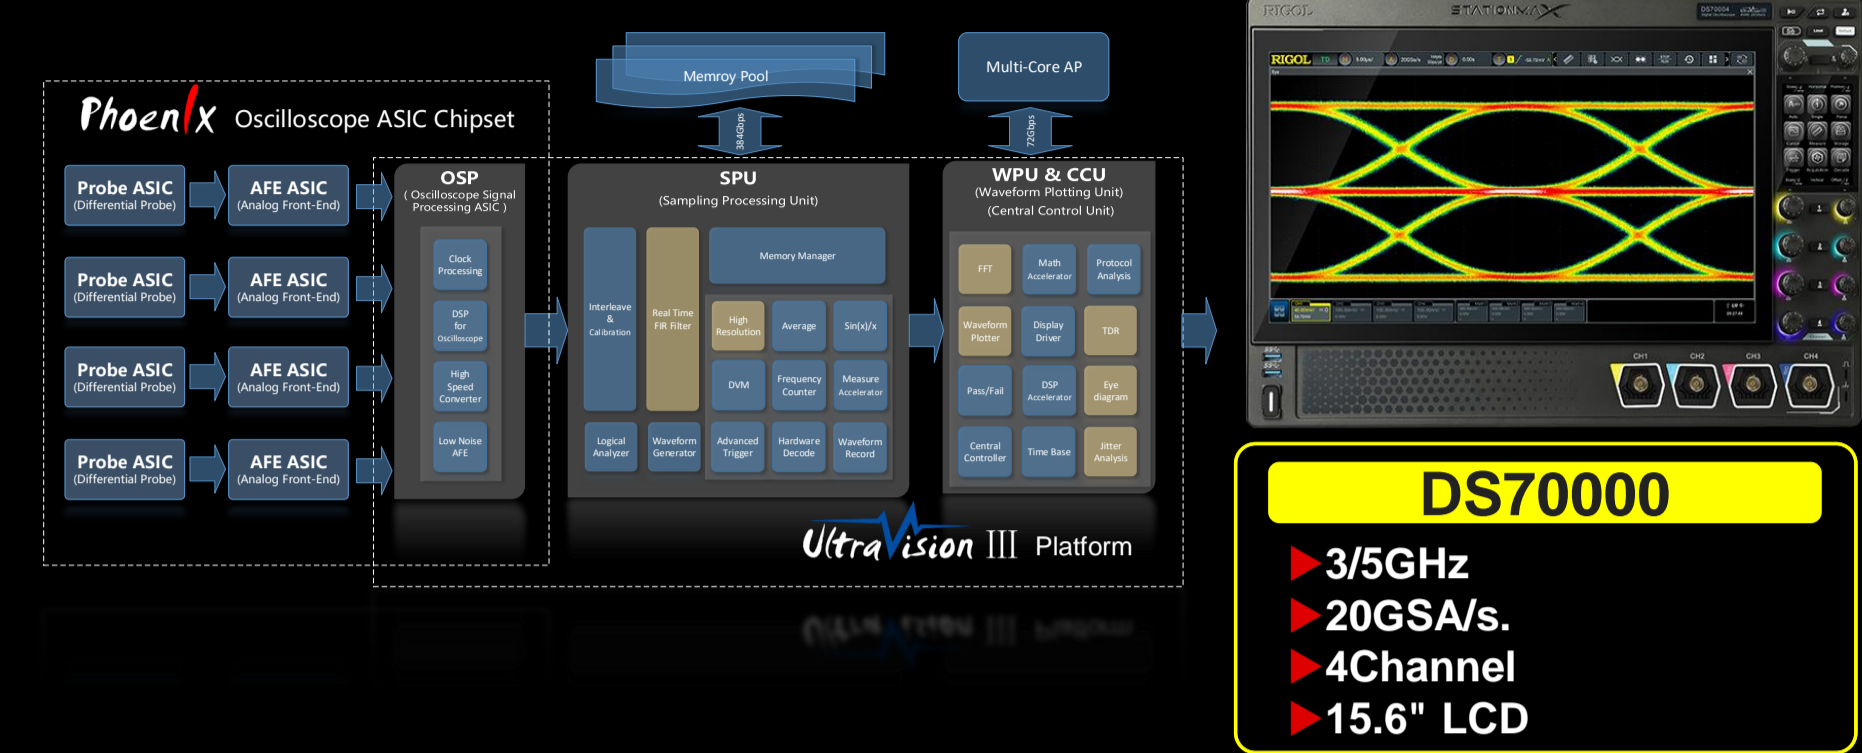 Phoenix Oscilloscope ASIC Chipset
Probe ASIC
(Differential Probe)
AFE ASIC
(Analog Front-End)
Probe ASIC
(Differential Probe)
AFE ASIC
(Analog Front-End)
Probe ASIC
(Differential Probe)
AFE ASIC
(Analog Front-End)
Probe ASIC
(Differential Probe)
AFE ASIC
(Analog Front-End)
OSP
( Oscilloscope Signal
Processing ASIC )
Clock
Processing
DSP
for
Oscilloscope
High
Speed
Converter
Low Noise
AFE
Memroy Pool
384Gbps
SPU
(Sampling Processing Unit)
Interleave
&
Calibration
Real Time
FIR Filter
Memory Manager
High
Resolution
Average
Sin(x)/x
DVM
Frequency
Counter
Measure
Accelerator
Logical
Analyzer
Waveform
Generator
Advanced
Trigger
Hardware
Decode
Waveform
Record
Multi-Core AP
72Gbps
WPU & CCU
(Waveform Plotting Unit)
(Central Control Unit)
FFT
Math
Accelerator
Protocol
Analysis
Waveform
Plotter
Display
Driver
TDR
Pass/Fail
DSP
Accelerator
Eye
diagram
Central
Controller
Time Base
Jitter
Analysis
UltraVision III Platform
RIGOL
STATIONMAX
DS70004
RIGOL
TD
CH1
CH2
CH3
CH4
DS70000
3/5GHz
20GSA/s.
4Channel
15.6" LCD